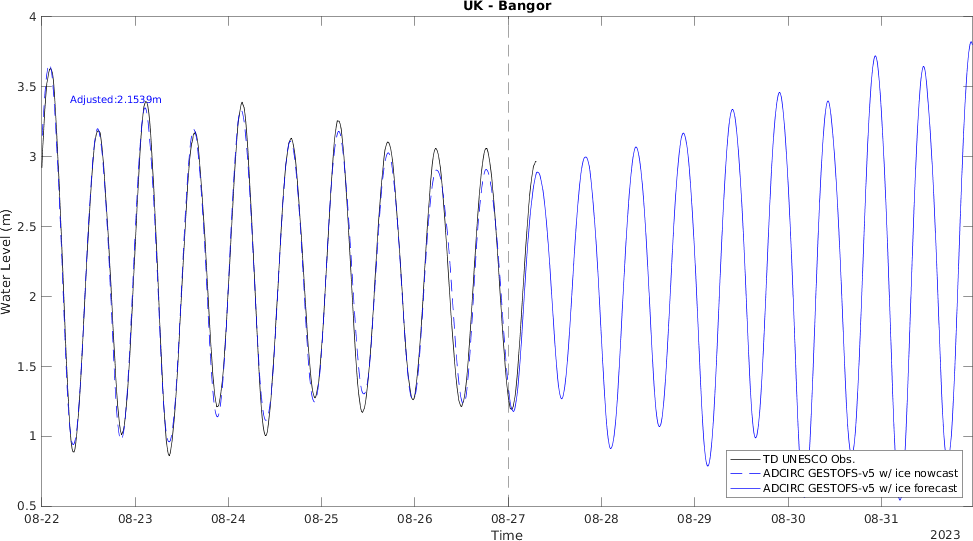 UK - Bangor
4
3.5
3
2.5
2
1.5
1
0.5
Water Level (m)
Adjusted:2.1539m
TD UNESCO Obs.
ADCIRC GESTOFS-v5 w/ ice nowcast
ADCIRC GESTOFS-v5 w/ ice forecast
08-22 08-23 08-24 08-25 08-26 08-27 08-28 08-29 08-30 08-31
Time
2023